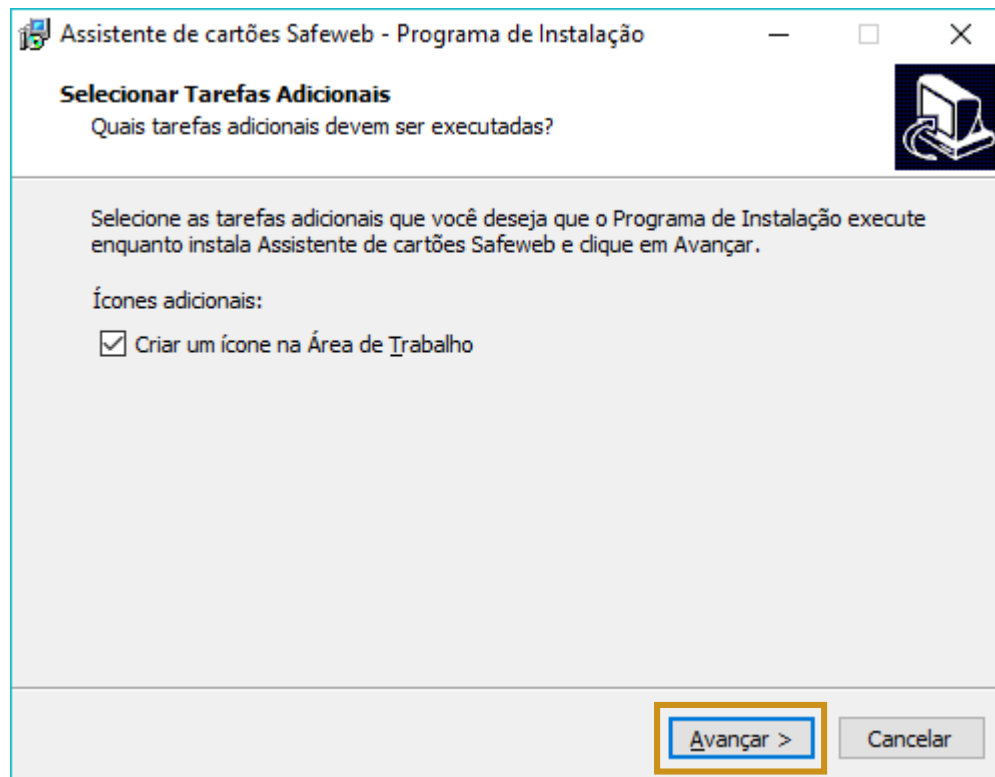 Assistente de cartões Safeweb - Programa de Instalação
Selecionar Tarefas Adicionais
Quais tarefas adicionais devem ser executadas?
Selecione as tarefas adicionais que você deseja que o Programa de Instalação execute
enquanto instala Assistente de cartões Safeweb e clique em Avançar.
Ícones adicionais:
Criar um ícone na Área de Trabalho
Avançar >
Cancelar